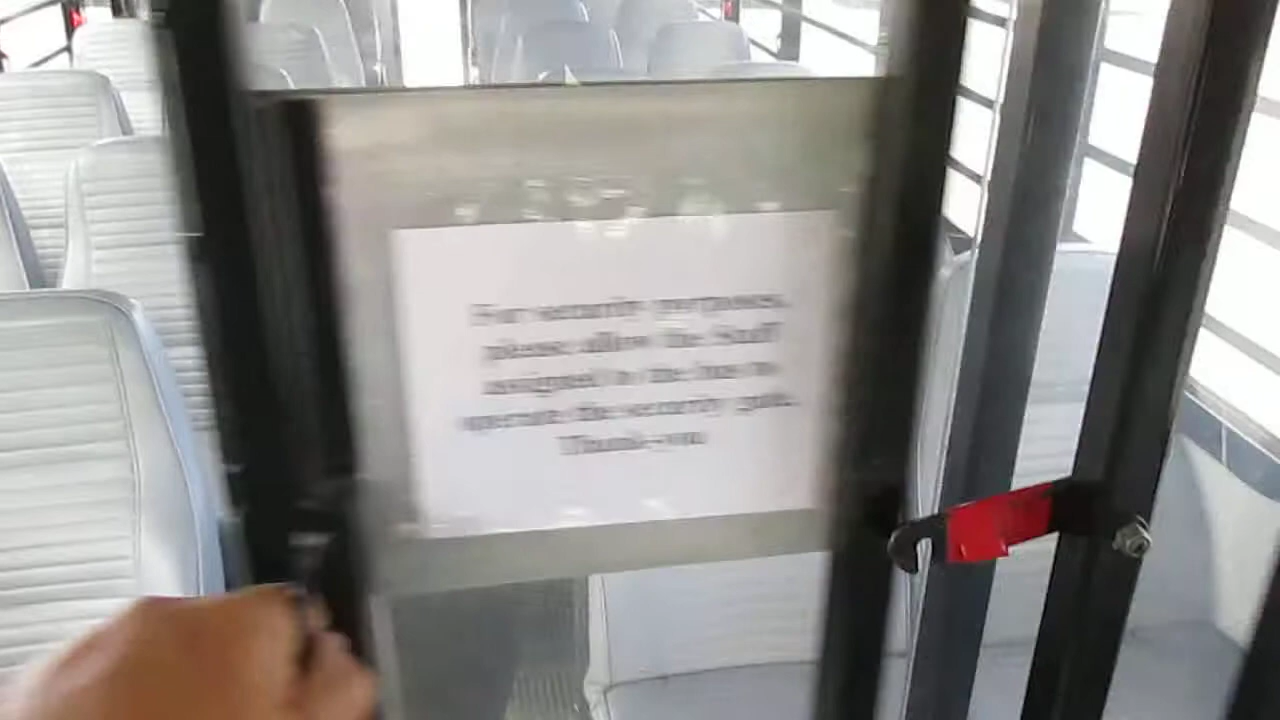 For security purposes,
please allow the Staff
assigned to the bus to
operate the security gate.
Thank-you